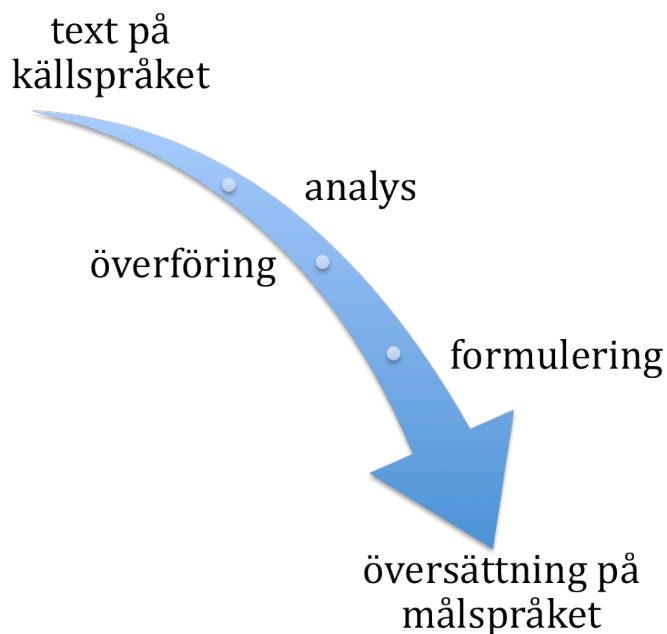 text på
källspråket
analys
överföring
formulering
översättning på
målspråket